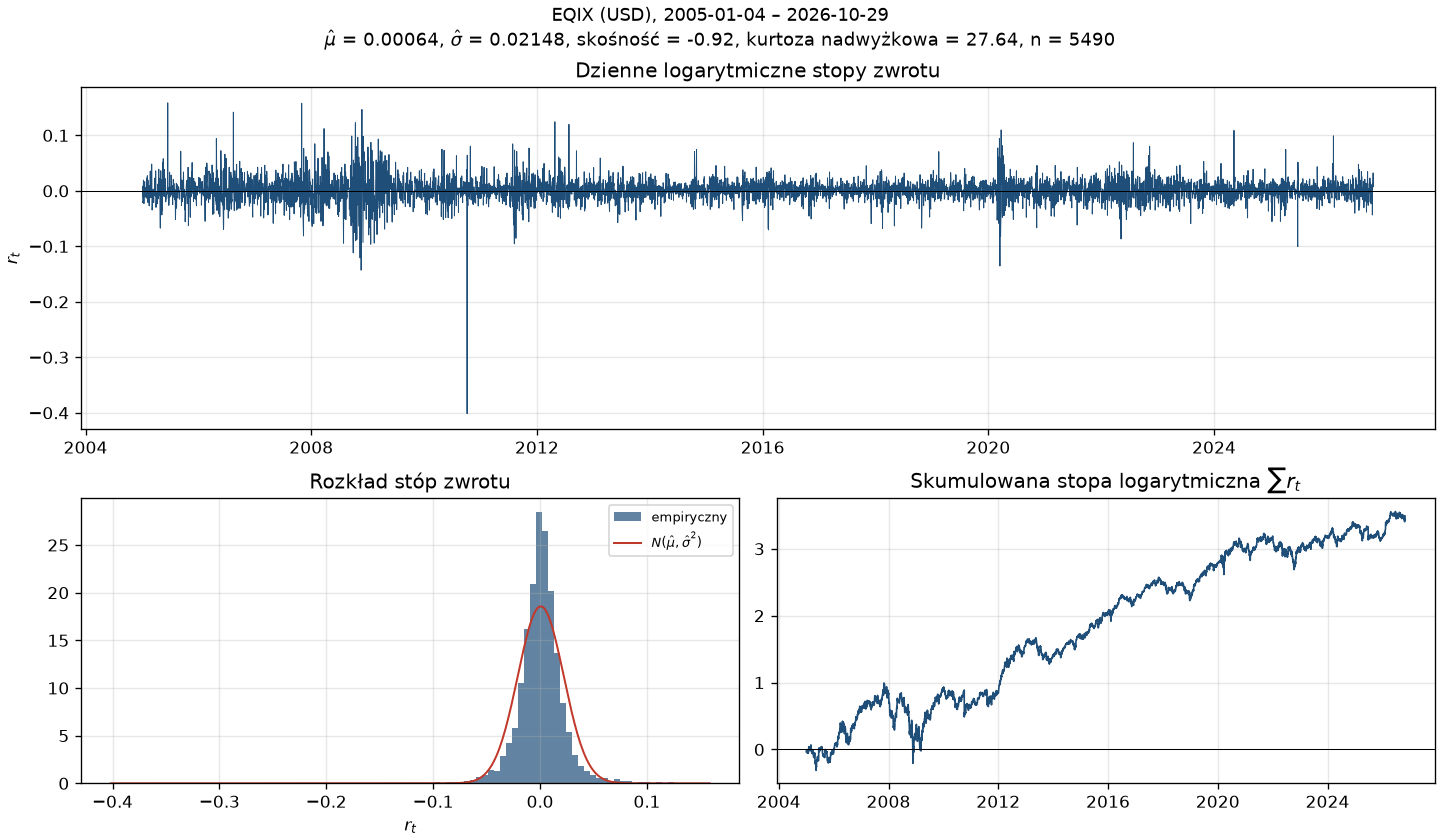 EQIX (USD), 2005-01-04 – 2026-10-29
μ̂ = 0.00064, σ̂ = 0.02148, skośność = -0.92, kurtoza nadwyżkowa = 27.64, n = 5490
Dzienne logarytmiczne stopy zwrotu
0.1
0.0
−0.1
−0.2
−0.3
−0.4
r_t
2004 2008 2012 2016 2020 2024
Rozkład stóp zwrotu
empiryczny
N(μ̂, σ̂²)
25
20
15
10
5
0
−0.4 −0.3 −0.2 −0.1 0.0 0.1
r_t
Skumulowana stopa logarytmiczna ∑r_t
3
2
1
0
2004 2008 2012 2016 2020 2024